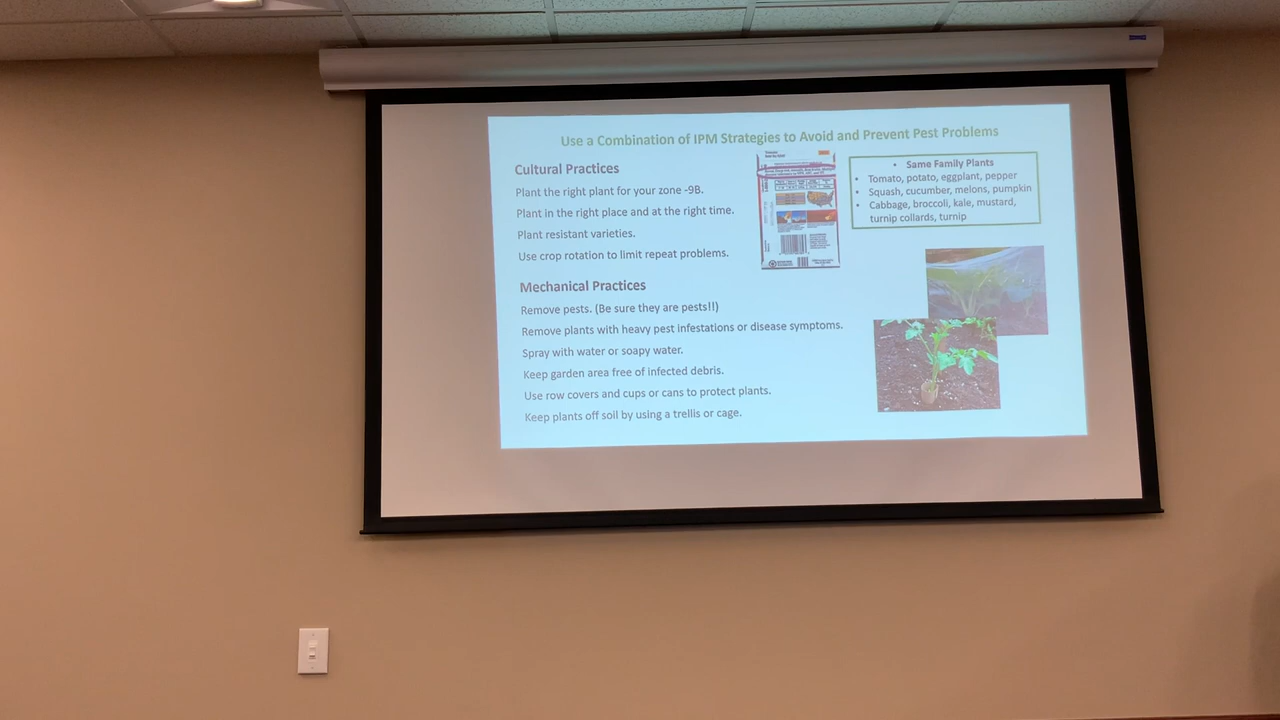 Use a Combination of IPM Strategies to Avoid and Prevent Pest Problems
Cultural Practices
Plant the right plant for your zone -9B.
Plant in the right place and at the right time.
Plant resistant varieties.
Use crop rotation to limit repeat problems.
Mechanical Practices
Remove pests. (Be sure they are pests!!)
Remove plants with heavy pest infestations or disease symptoms.
Spray with water or soapy water.
Keep garden area free of infected debris.
Use row covers and cups or cans to protect plants.
Keep plants off soil by using a trellis or cage.
• Same Family Plants
• Tomato, potato, eggplant, pepper
• Squash, cucumber, melons, pumpkin
• Cabbage, broccoli, kale, mustard,
turnip collards, turnip